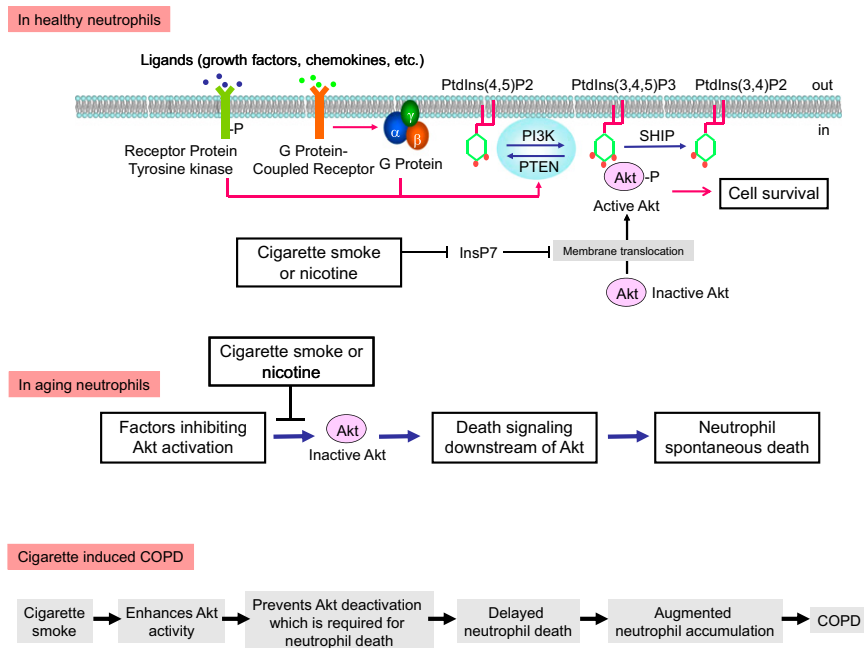 In healthy neutrophils
Ligands (growth factors, chemokines, etc.)
PtdIns(4,5)P2
PtdIns(3,4,5)P3
PtdIns(3,4)P2
out
in
-P
Receptor Protein
Tyrosine kinase
G Protein-
Coupled Receptor
α
γ
β
G Protein
PI3K
PTEN
SHIP
Akt
-P
Active Akt
Cell survival
Cigarette smoke
or nicotine
InsP7
Membrane translocation
Akt
Inactive Akt
In aging neutrophils
Cigarette smoke or
nicotine
Factors inhibiting
Akt activation
Akt
Inactive Akt
Death signaling
downstream of Akt
Neutrophil
spontaneous death
Cigarette induced COPD
Cigarette
smoke
Enhances Akt
activity
Prevents Akt deactivation
which is required for
neutrophil death
Delayed
neutrophil death
Augmented
neutrophil accumulation
COPD